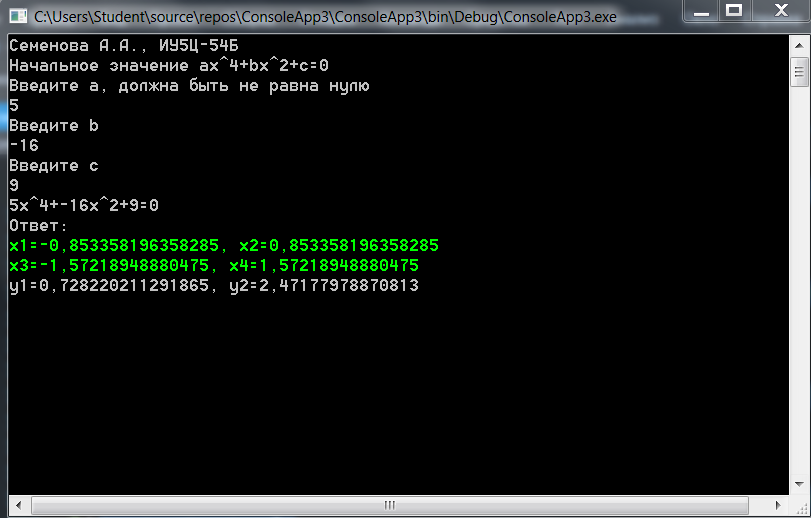 C:\Users\Student\source\repos\ConsoleApp3\ConsoleApp3\bin\Debug\ConsoleApp3.exe
Семенова А.А., ИУ5Ц-54Б
Начальное значение ax^4+bx^2+c=0
Введите a, должна быть не равна нулю
5
Введите b
-16
Введите c
9
5x^4+-16x^2+9=0
Ответ:
x1=-0,853358196358285, x2=0,853358196358285
x3=-1,57218948880475, x4=1,57218948880475
y1=0,728220211291865, y2=2,47177978870813